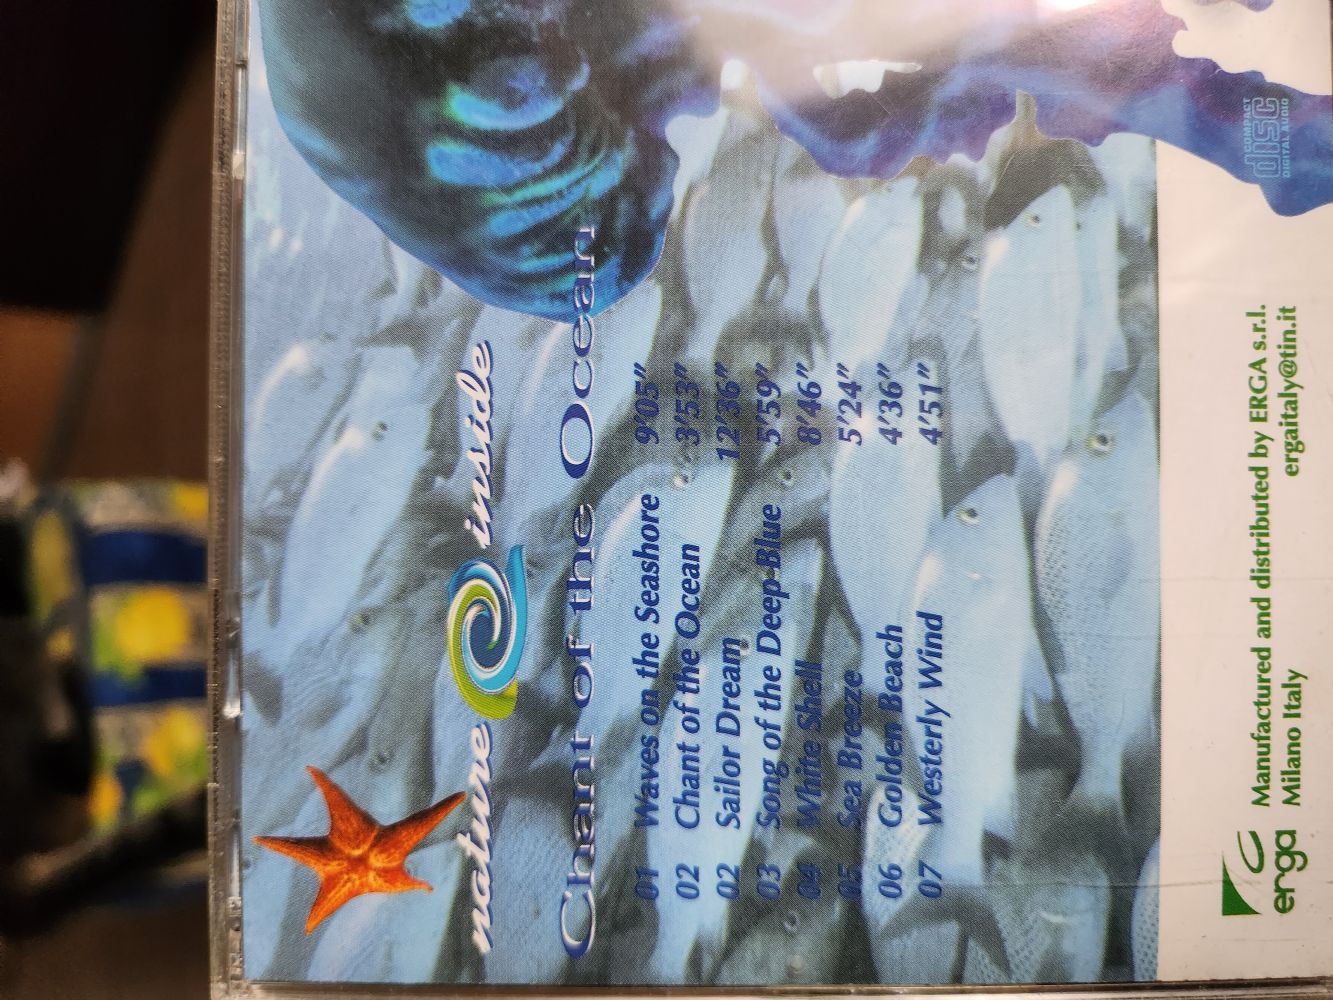 nature inside
Chant of the Ocean
01 Waves on the Seashore 9'05"
02 Chant of the Ocean 3'53"
02 Sailor Dream 12'36"
03 Song of the Deep Blue 5'59"
04 White Shell 8'46"
05 Sea Breeze 5'24"
06 Golden Beach 4'36"
07 Westerly Wind 4'51"
erga
Manufactured and distributed by ERGA s.r.l.
Milano Italy ergaitaly@tin.it
COMPACT
disc
DIGITAL AUDIO